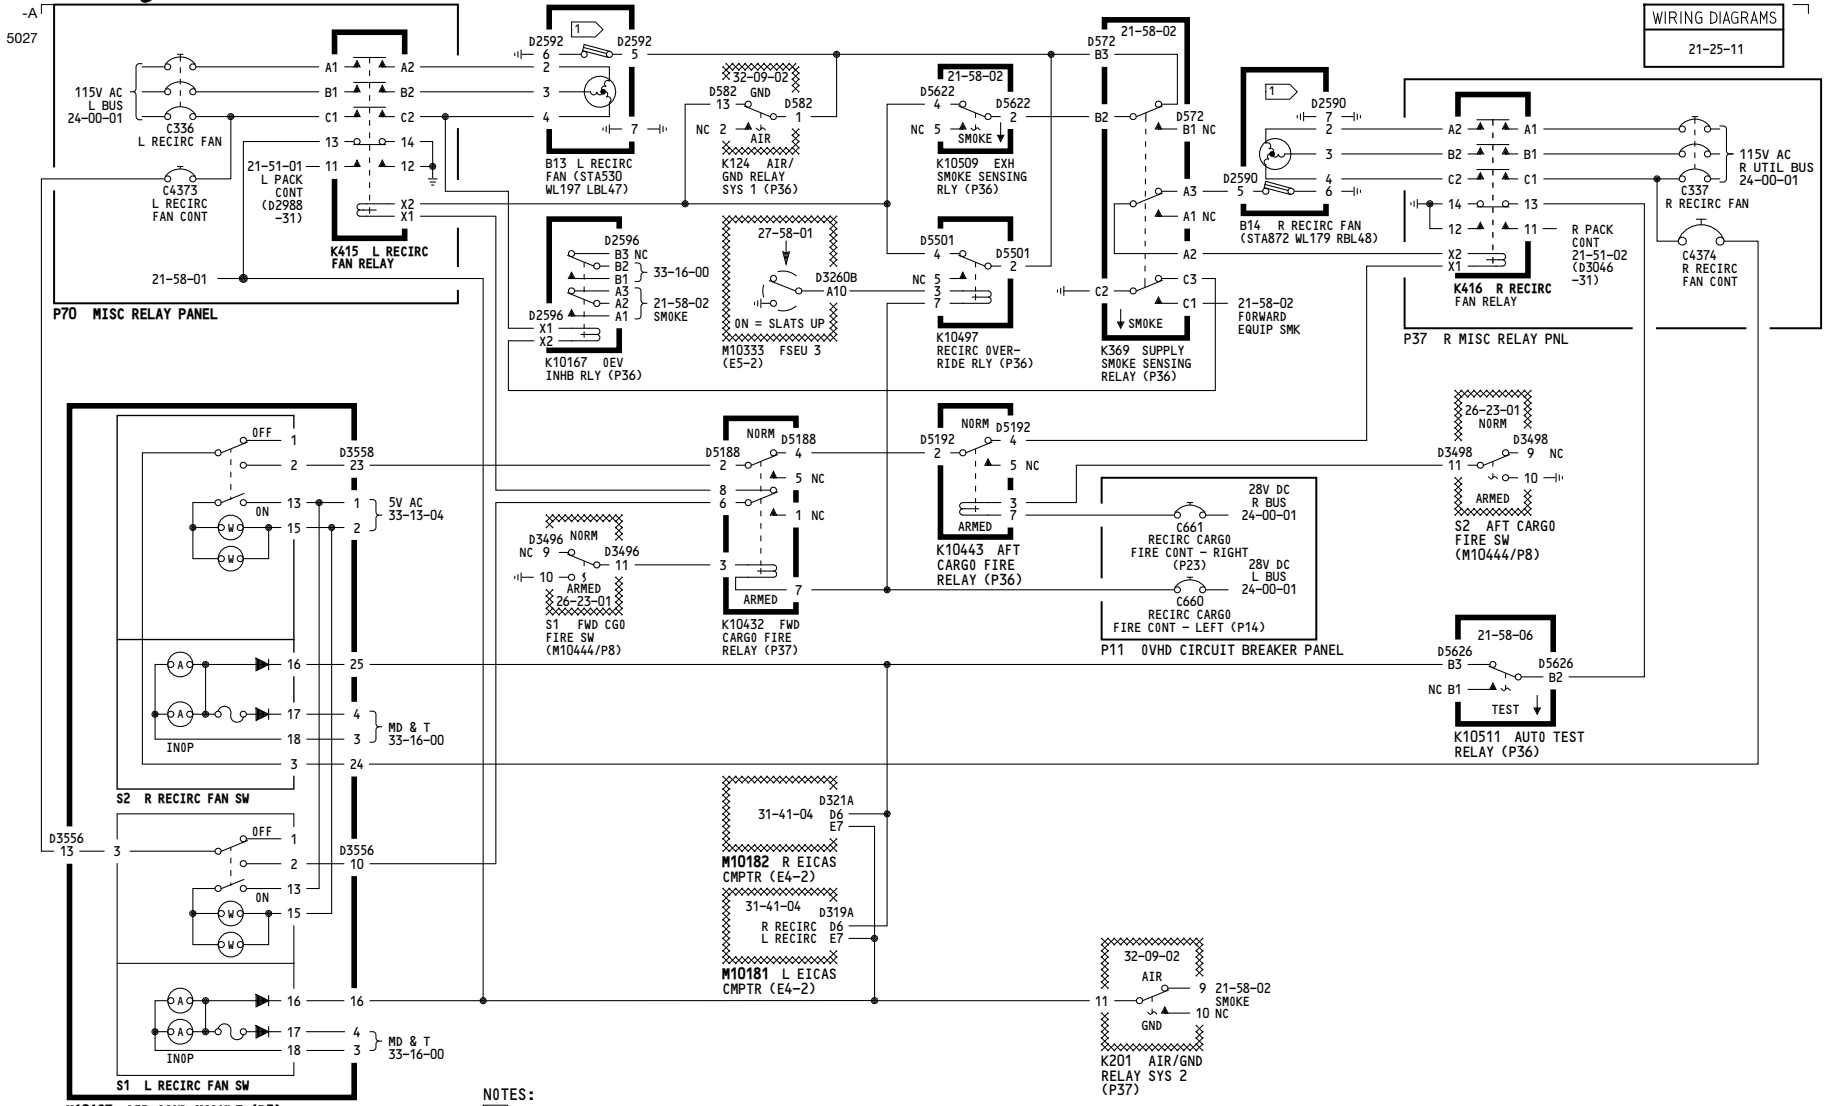 -A
5027
WIRING DIAGRAMS
21-25-11
115V AC
L BUS
24-00-01
C336
L RECIRC FAN
C4373
L RECIRC
FAN CONT
21-51-01
L PACK
CONT
(D2988
-31)
A1 A2
B1 B2
C1 C2
13 14
11 12
X2
X1
K415 L RECIRC
FAN RELAY
21-58-01
P70 MISC RELAY PANEL
1
D2592 D2592
6 5
2
3
4
7
B13 L RECIRC
FAN (STA530
WL197 LBL47)
D2596
B3 NC
B2
B1
33-16-00
A3
A2
A1
21-58-02
SMOKE
D2596
X1
X2
K10167 OEV
INHB RLY (P36)
32-09-02
D582 GND
13 D582
1
NC 2
AIR
K124 AIR/
GND RELAY
SYS 1 (P36)
27-58-01
D3260B
A10
ON = SLATS UP
M10333 FSEU 3
(E5-2)
21-58-02
D5622
4 D5622
2
NC 5
SMOKE
K10509 EXH
SMOKE SENSING
RLY (P36)
D5501
4 D5501
2
NC 5
3
7
K10497
RECIRC OVER-
RIDE RLY (P36)
21-58-02
D572
B3
B2 D572
B1 NC
A3
A1 NC
A2
C3
C2 C1
SMOKE
21-58-02
FORWARD
EQUIP SMK
K369 SUPPLY
SMOKE SENSING
RELAY (P36)
1
D2590
7
2
3
4
D2590
5 6
B14 R RECIRC FAN
(STA872 WL179 RBL48)
A2 A1
B2 B1
C2 C1
14 13
12 11
X2
X1
K416 R RECIRC
FAN RELAY
R PACK
CONT
21-51-02
(D3046
-31)
115V AC
R UTIL BUS
24-00-01
C337
R RECIRC FAN
C4374
R RECIRC
FAN CONT
P37 R MISC RELAY PNL
OFF 1
2
D3558
23
13
ON
15
1
2
5V AC
33-13-04
W
W
A
16 25
A
17 4
18 3
MD & T
33-16-00
INOP
3 24
S2 R RECIRC FAN SW
D3556
13 3
OFF 1
2
D3556
10
13
ON
15
W
W
A
16 16
A
17 4
18 3
MD & T
33-16-00
INOP
S1 L RECIRC FAN SW
D3496 NORM
NC 9 D3496
11
10
ARMED
26-23-01
S1 FWD CGO
FIRE SW
(M10444/P8)
NORM
D5188
2 D5188
4
5 NC
8
6
1 NC
3
7
ARMED
K10432 FWD
CARGO FIRE
RELAY (P37)
NORM
D5192
2 D5192
4
5 NC
3
7
ARMED
K10443 AFT
CARGO FIRE
RELAY (P36)
28V DC
R BUS
24-00-01
C661
RECIRC CARGO
FIRE CONT - RIGHT
(P23)
28V DC
L BUS
24-00-01
C660
RECIRC CARGO
FIRE CONT - LEFT (P14)
P11 OVHD CIRCUIT BREAKER PANEL
26-23-01
NORM
D3498
11 D3498
9 NC
10
ARMED
S2 AFT CARGO
FIRE SW
(M10444/P8)
21-58-06
D5626
B3 D5626
B2
NC B1
TEST
K10511 AUTO TEST
RELAY (P36)
31-41-04
D321A
D6
E7
M10182 R EICAS
CMPTR (E4-2)
31-41-04
D319A
R RECIRC D6
L RECIRC E7
M10181 L EICAS
CMPTR (E4-2)
32-09-02
AIR
11 9
10 NC
GND
21-58-02
SMOKE
K201 AIR/GND
RELAY SYS 2
(P37)
NOTES: